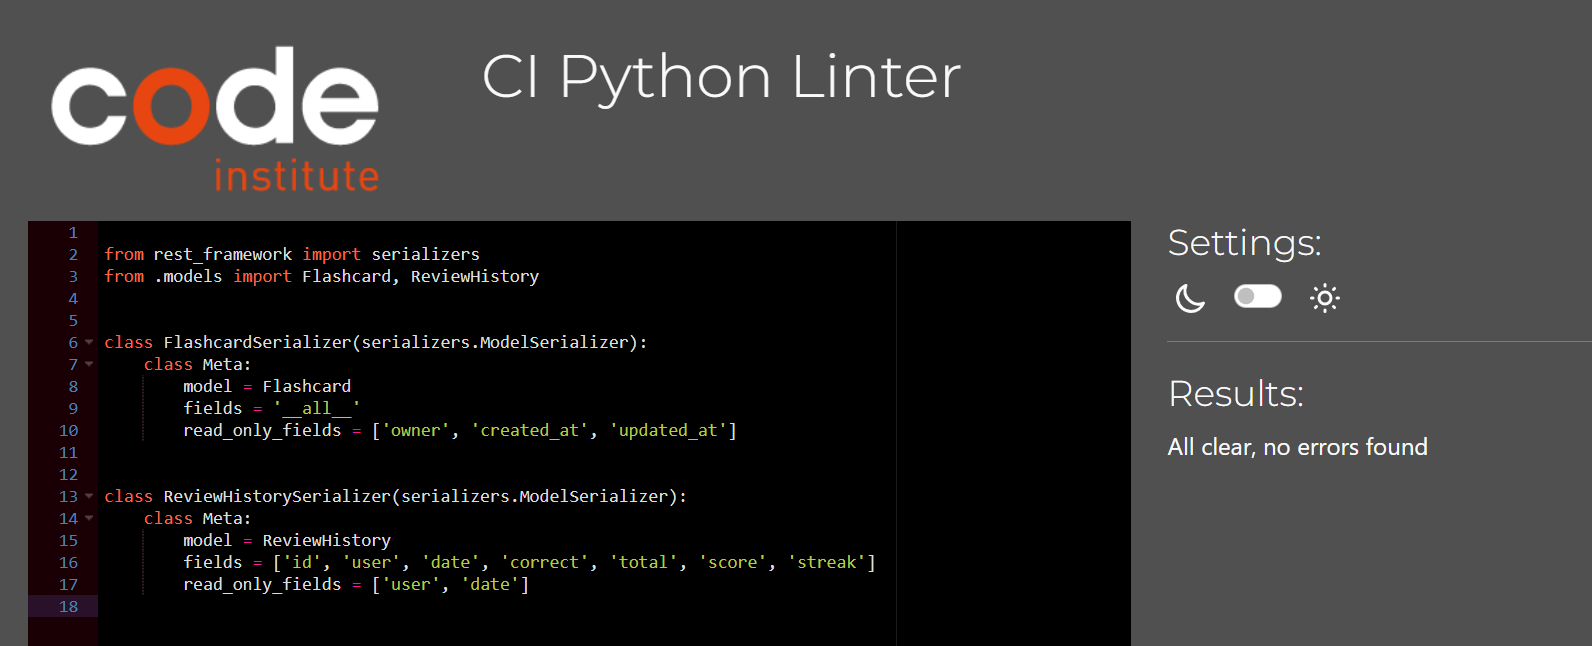 code
institute
CI Python Linter
1
2 from rest_framework import serializers
3 from .models import Flashcard, ReviewHistory
4
5
6 class FlashcardSerializer(serializers.ModelSerializer):
7     class Meta:
8         model = Flashcard
9         fields = '__all__'
10         read_only_fields = ['owner', 'created_at', 'updated_at']
11
12
13 class ReviewHistorySerializer(serializers.ModelSerializer):
14     class Meta:
15         model = ReviewHistory
16         fields = ['id', 'user', 'date', 'correct', 'total', 'score', 'streak']
17         read_only_fields = ['user', 'date']
18
Settings:
Results:
All clear, no errors found